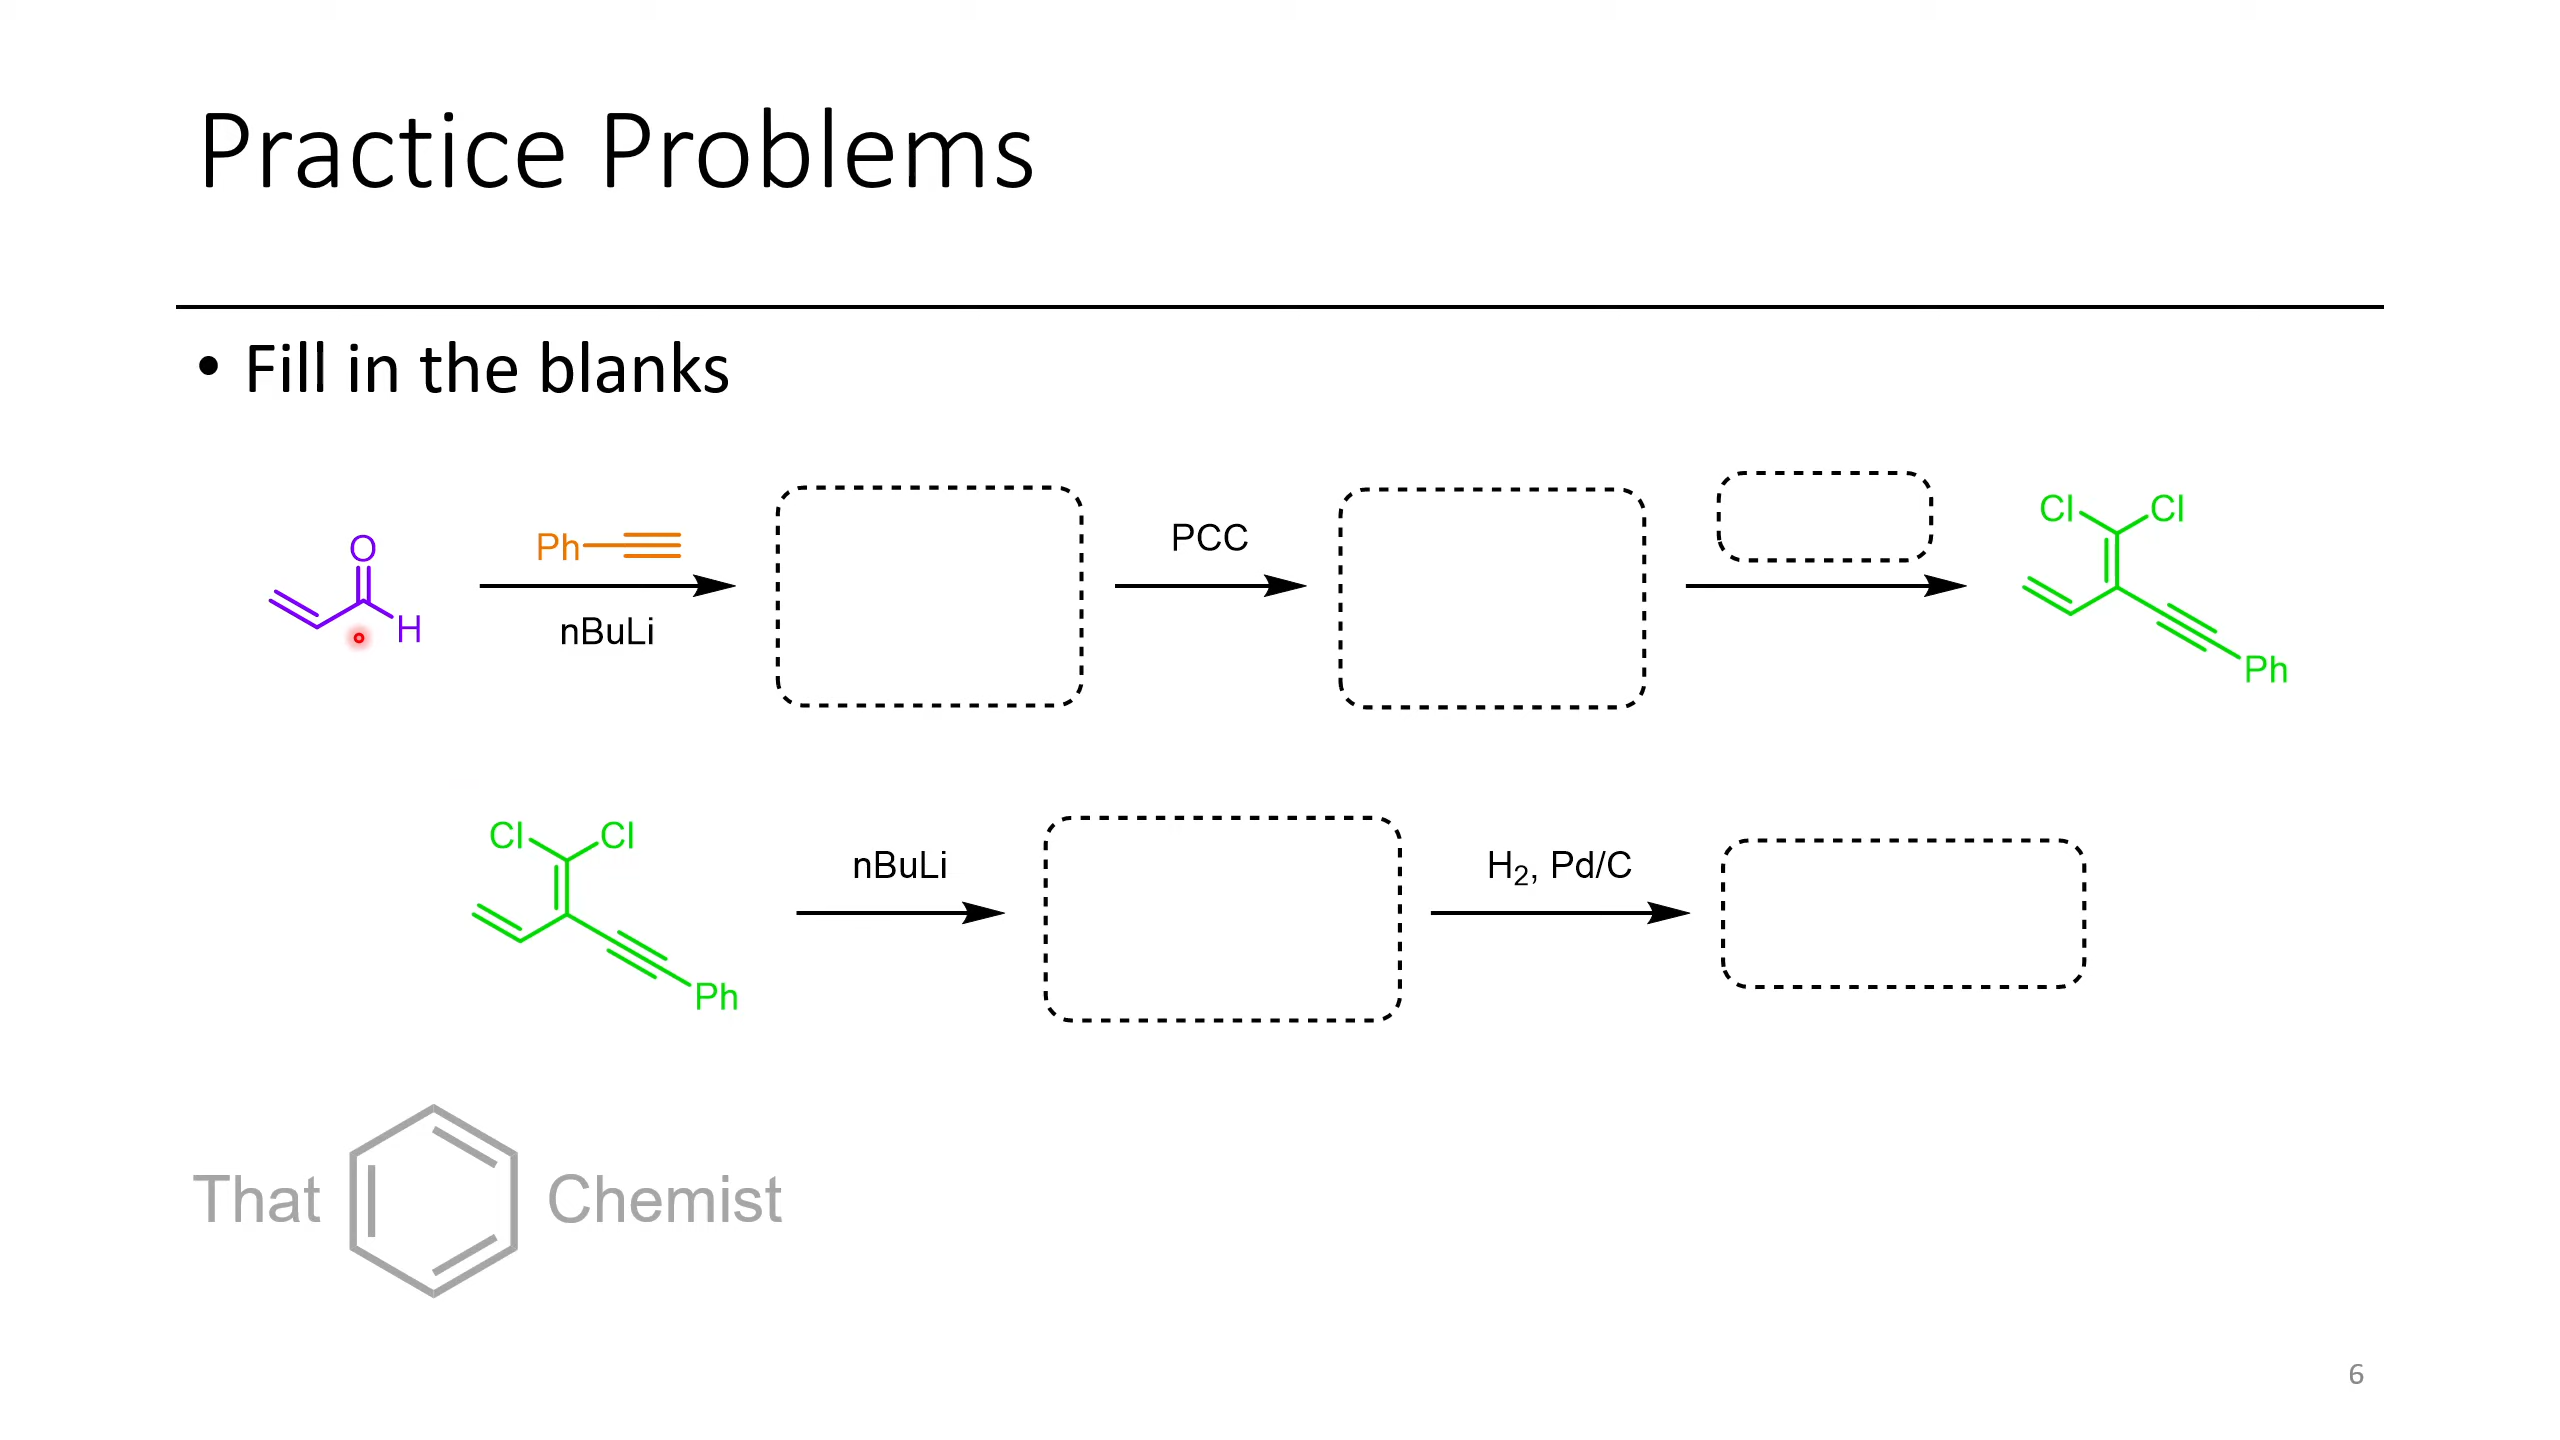 Practice Problems
• Fill in the blanks
O
H
Ph
nBuLi
PCC
Cl Cl
Ph
Cl Cl
Ph
nBuLi
H₂, Pd/C
That Chemist
6